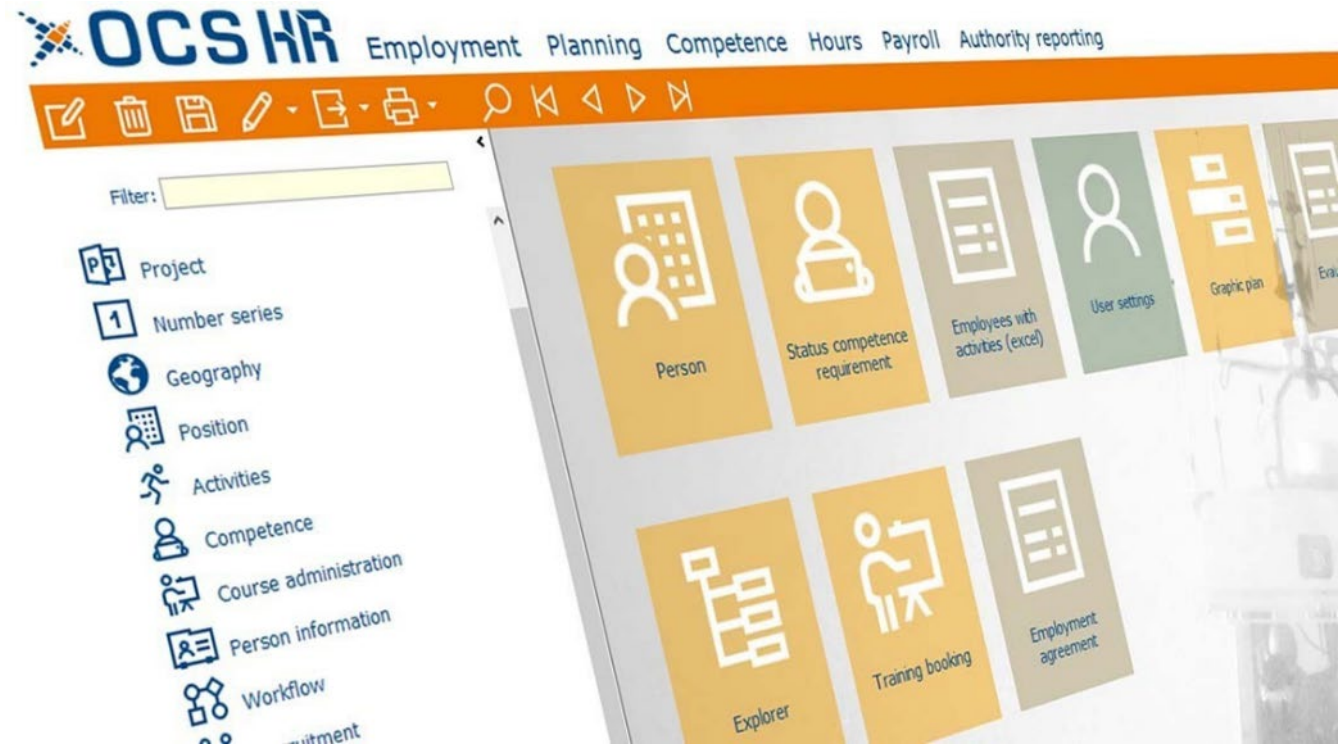 OCS HR
Employment Planning Competence Hours Payroll Authority reporting
Filter:
Project
Number series
Geography
Position
Activities
Competence
Course administration
Person information
Workflow
Person
Status competence
requirement
Employees with
activities (excel)
User settings
Graphic plan
Explorer
Training booking
Employment
agreement